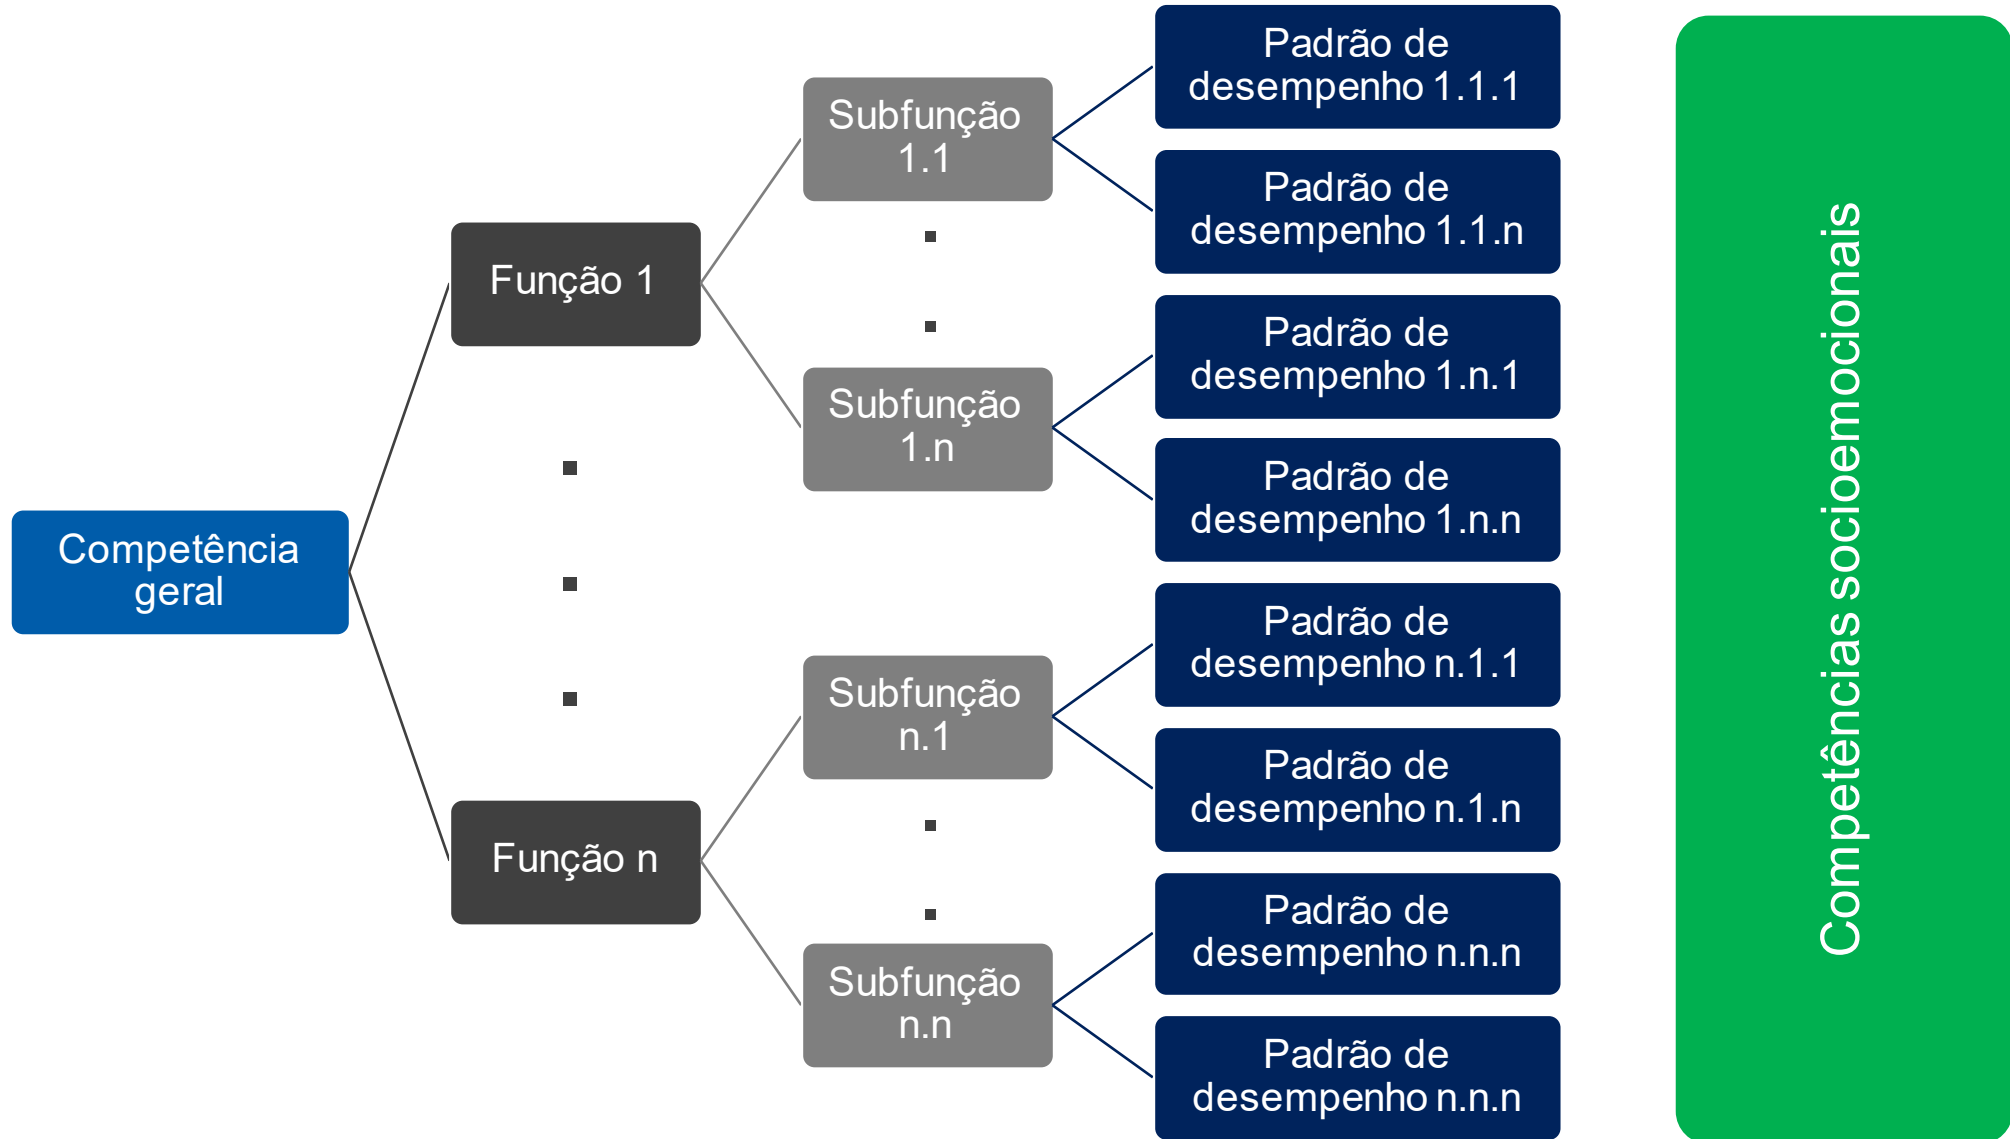 Competência
geral
Função 1
Função n
Subfunção
1.1
Subfunção
1.n
Subfunção
n.1
Subfunção
n.n
Padrão de
desempenho 1.1.1
Padrão de
desempenho 1.1.n
Padrão de
desempenho 1.n.1
Padrão de
desempenho 1.n.n
Padrão de
desempenho n.1.1
Padrão de
desempenho n.1.n
Padrão de
desempenho n.n.n
Padrão de
desempenho n.n.n
Competências socioemocionais